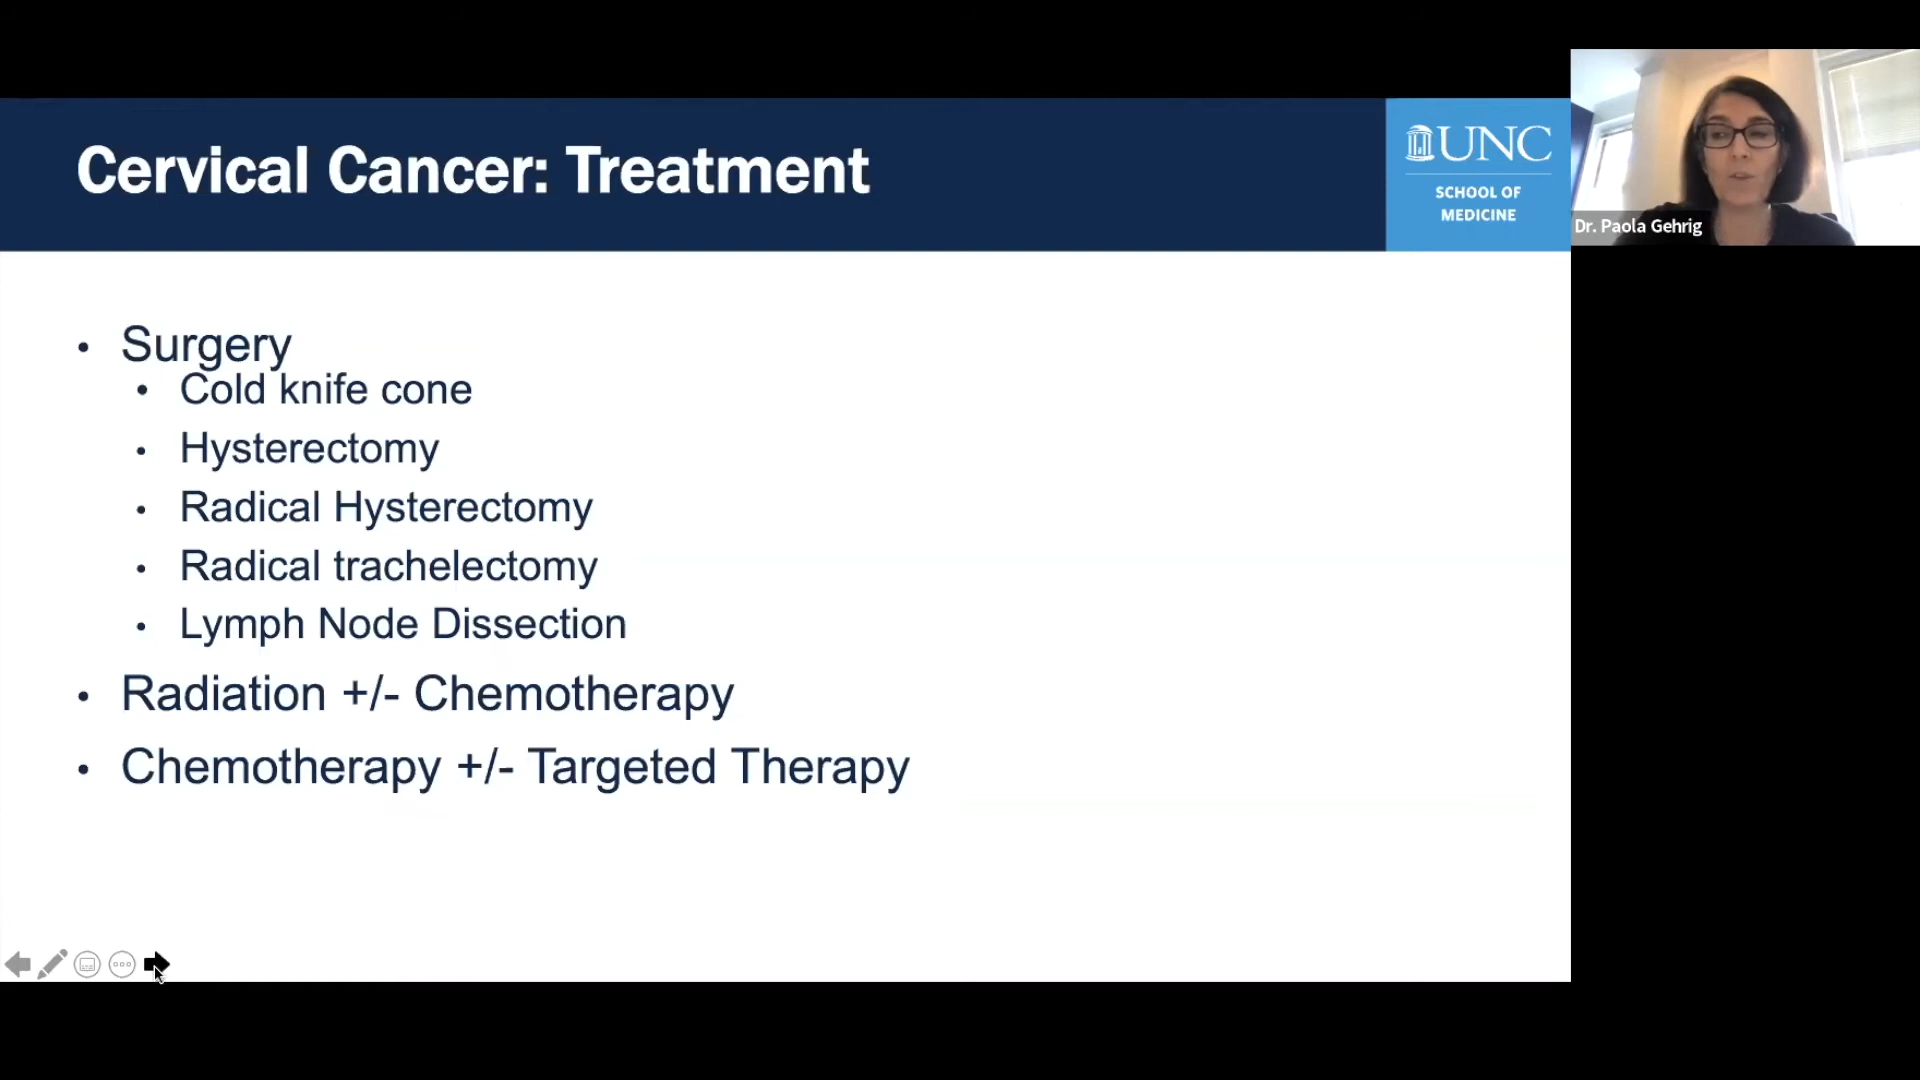 Cervical Cancer: Treatment
UNC
SCHOOL OF
MEDICINE
Dr. Paola Gehrig
• Surgery
• Cold knife cone
• Hysterectomy
• Radical Hysterectomy
• Radical trachelectomy
• Lymph Node Dissection
• Radiation +/- Chemotherapy
• Chemotherapy +/- Targeted Therapy